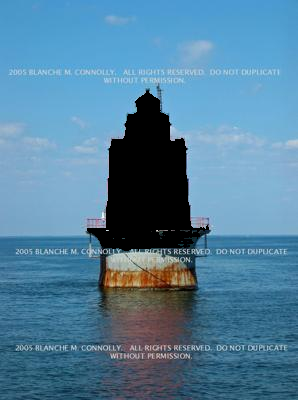 2005 BLANCHE M. CONNOLLY. ALL RIGHTS RESERVED. DO NOT DUPLICATE
WITHOUT PERMISSION.
2005 BLANCHE M. CONNOLLY. ALL RIGHTS RESERVED. DO NOT DUPLICATE
WITHOUT PERMISSION.
2005 BLANCHE M. CONNOLLY. ALL RIGHTS RESERVED. DO NOT DUPLICATE
WITHOUT PERMISSION.